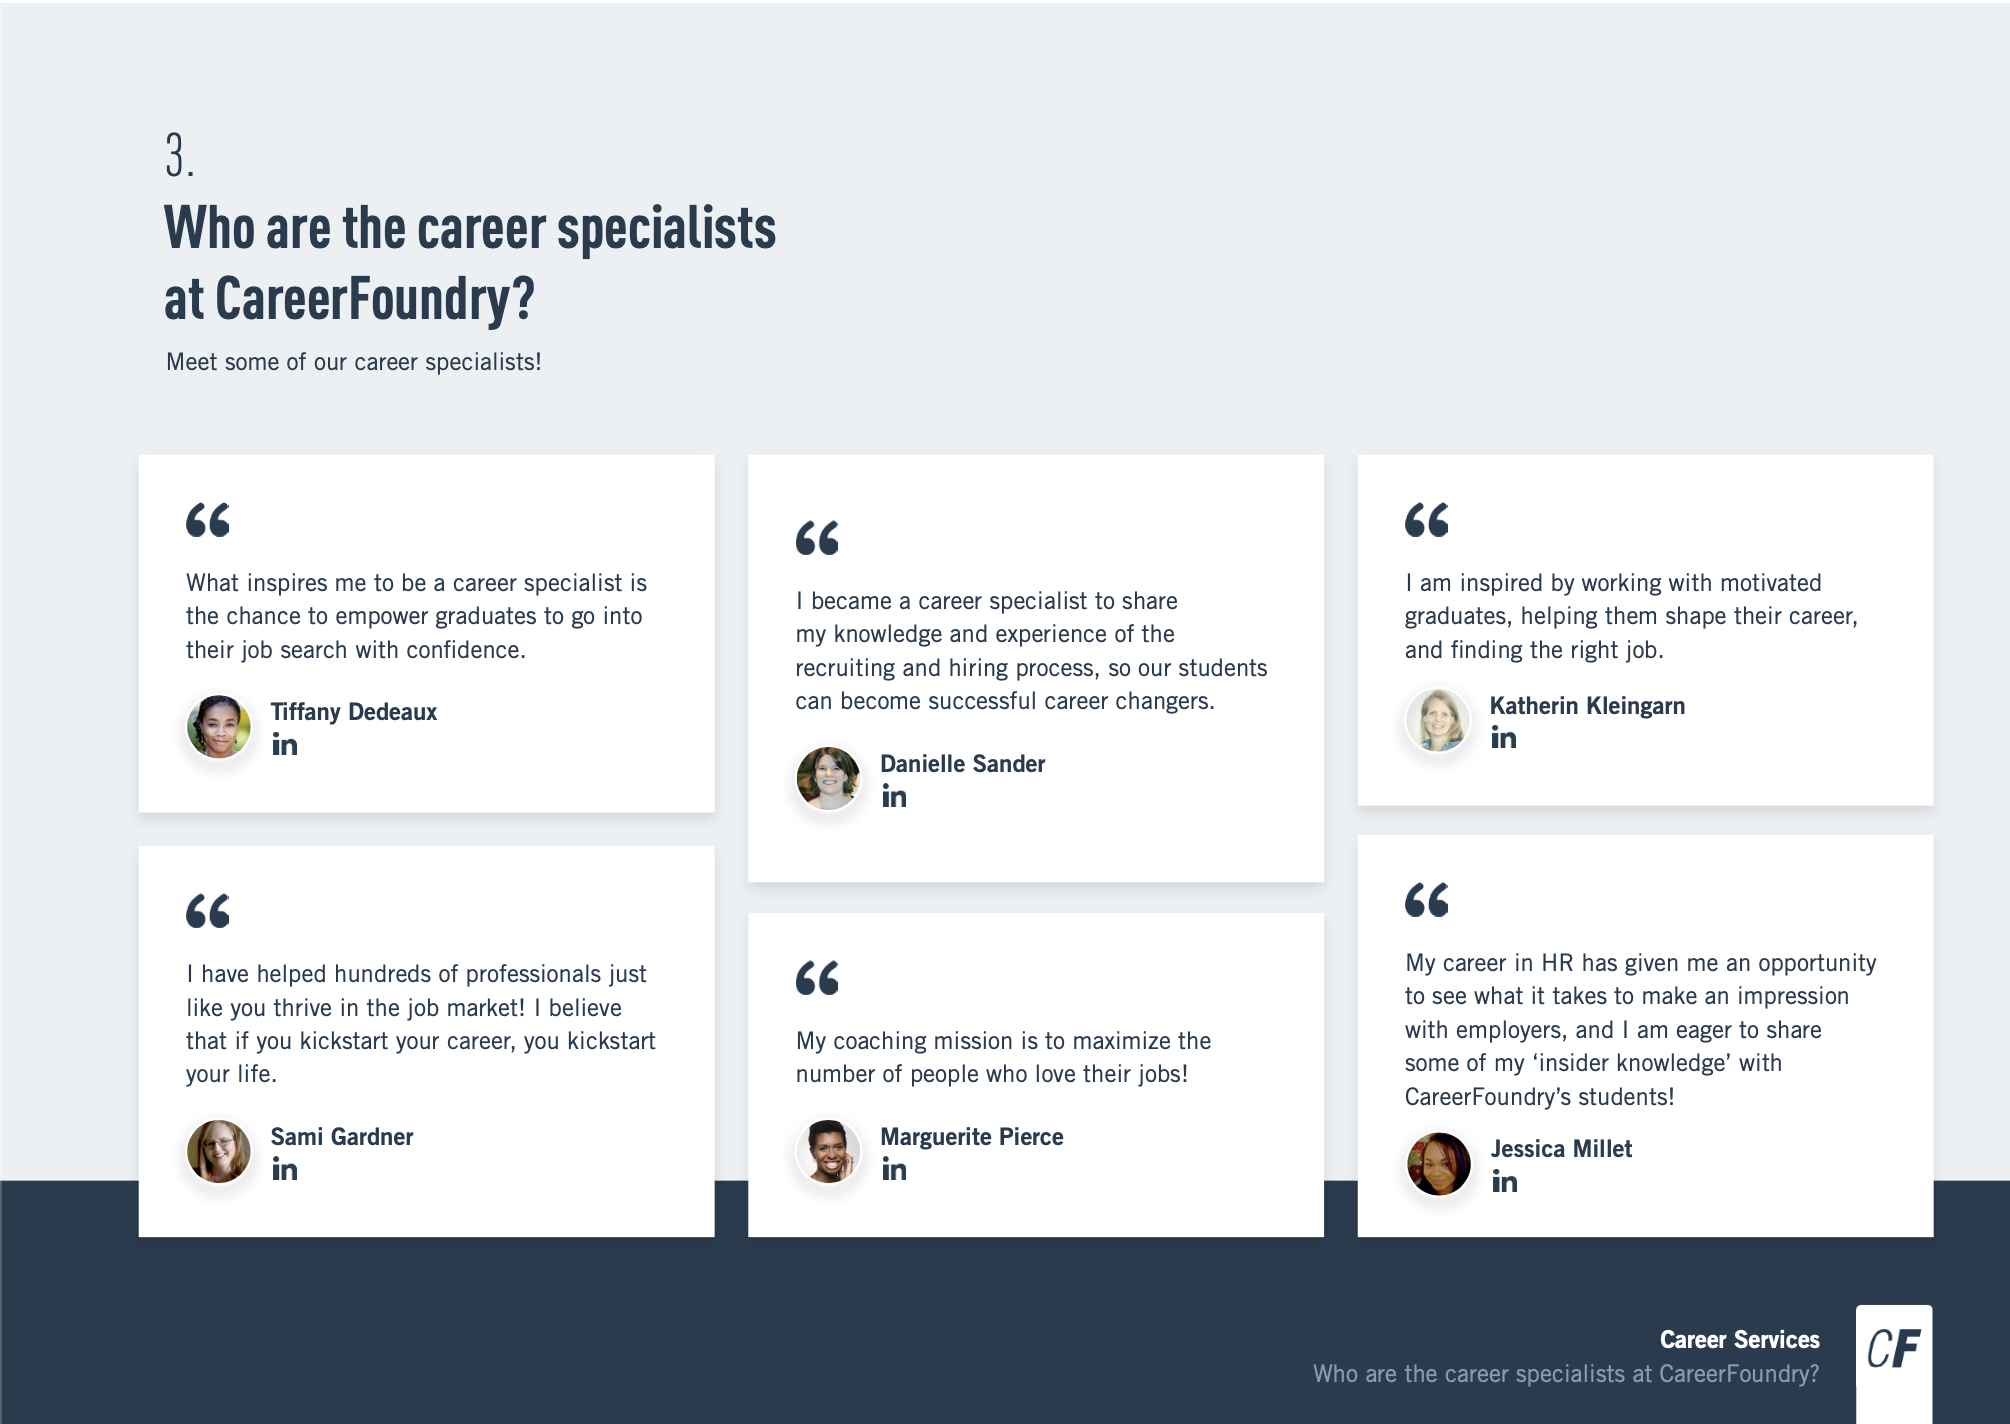 3.
Who are the career specialists
at CareerFoundry?
Meet some of our career specialists!
“
What inspires me to be a career specialist is
the chance to empower graduates to go into
their job search with confidence.
Tiffany Dedeaux
in
“
I became a career specialist to share
my knowledge and experience of the
recruiting and hiring process, so our students
can become successful career changers.
Danielle Sander
in
“
I am inspired by working with motivated
graduates, helping them shape their career,
and finding the right job.
Katherin Kleingarn
in
“
I have helped hundreds of professionals just
like you thrive in the job market! I believe
that if you kickstart your career, you kickstart
your life.
Sami Gardner
in
“
My coaching mission is to maximize the
number of people who love their jobs!
Marguerite Pierce
in
“
My career in HR has given me an opportunity
to see what it takes to make an impression
with employers, and I am eager to share
some of my ‘insider knowledge’ with
CareerFoundry’s students!
Jessica Millet
in
Career Services
Who are the career specialists at CareerFoundry?
CF